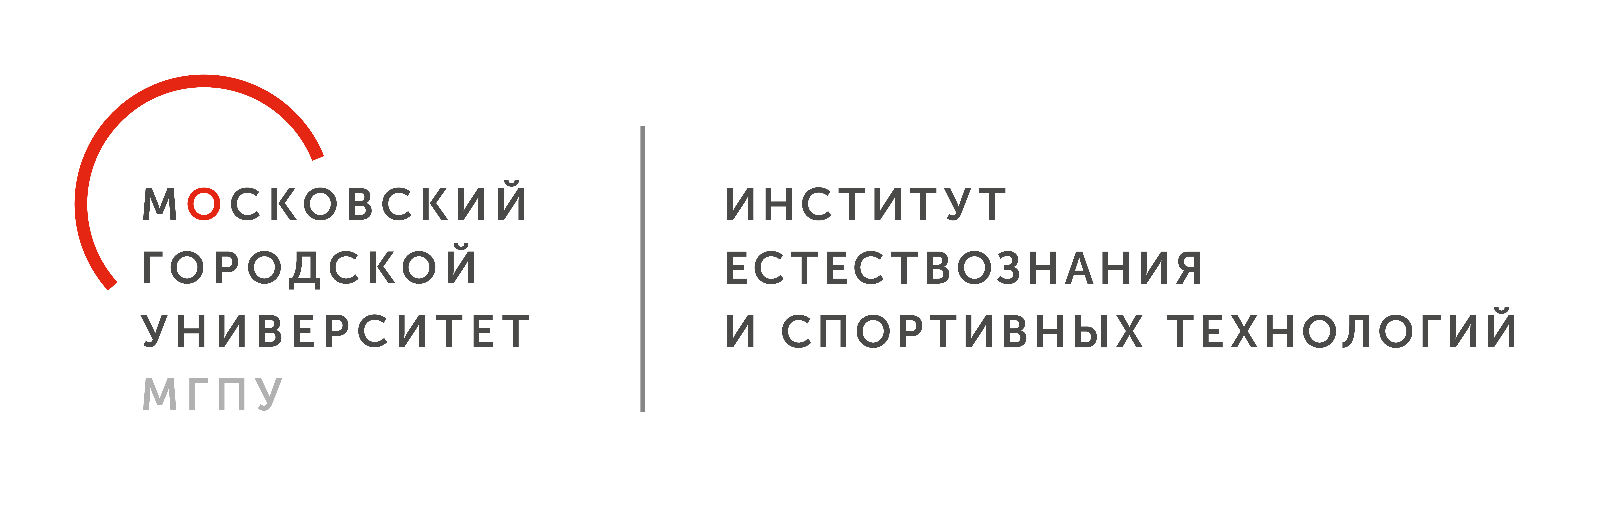 МОСКОВСКИЙ
ГОРОДСКОЙ
УНИВЕРСИТЕТ
МГПУ
ИНСТИТУТ
ЕСТЕСТВОЗНАНИЯ
И СПОРТИВНЫХ ТЕХНОЛОГИЙ